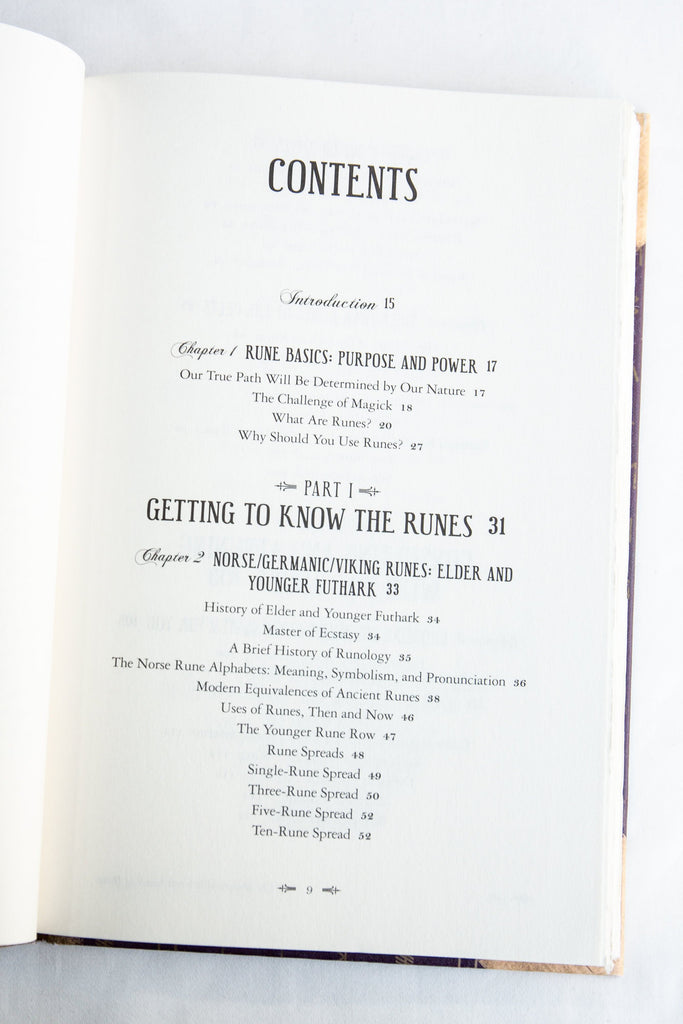 CONTENTS
Introduction 15
Chapter 1 RUNE BASICS: PURPOSE AND POWER 17
Our True Path Will Be Determined by Our Nature 17
The Challenge of Magick 18
What Are Runes? 20
Why Should You Use Runes? 27
PART I
GETTING TO KNOW THE RUNES 31
Chapter 2 NORSE/GERMANIC/VIKING RUNES: ELDER AND
YOUNGER FUTHARK 33
History of Elder and Younger Futhark 34
Master of Ecstasy 34
A Brief History of Runology 35
The Norse Rune Alphabets: Meaning, Symbolism, and Pronunciation 36
Modern Equivalences of Ancient Runes 38
Uses of Runes, Then and Now 46
The Younger Rune Row 47
Rune Spreads 48
Single-Rune Spread 49
Three-Rune Spread 50
Five-Rune Spread 52
Ten-Rune Spread 52
9